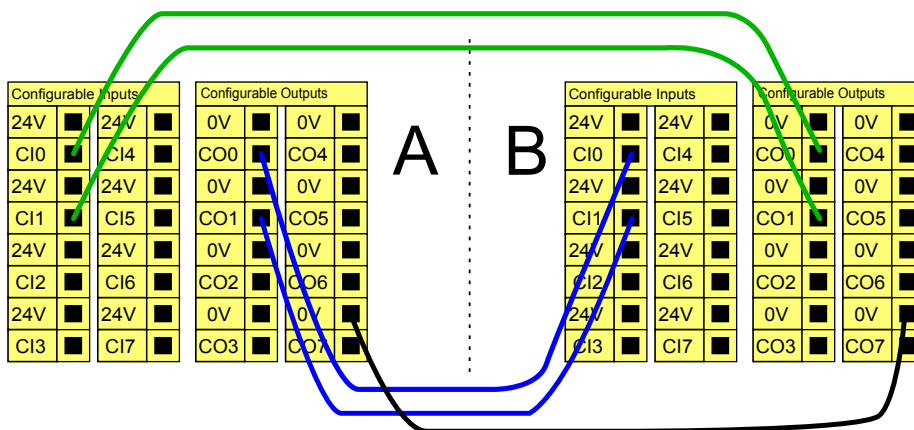 Configurable Inputs
24V 24V
CI0 CI4
24V 24V
CI1 CI5
24V 24V
CI2 CI6
24V 24V
CI3 CI7
Configurable Outputs
0V 0V
CO0 CO4
0V 0V
CO1 CO5
0V 0V
CO2 CO6
0V 0V
CO3 CO7
A
B
Configurable Inputs
24V 24V
CI0 CI4
24V 24V
CI1 CI5
24V 24V
CI2 CI6
24V 24V
CI3 CI7
Configurable Outputs
0V 0V
CO0 CO4
0V 0V
CO1 CO5
0V 0V
CO2 CO6
0V 0V
CO3 CO7